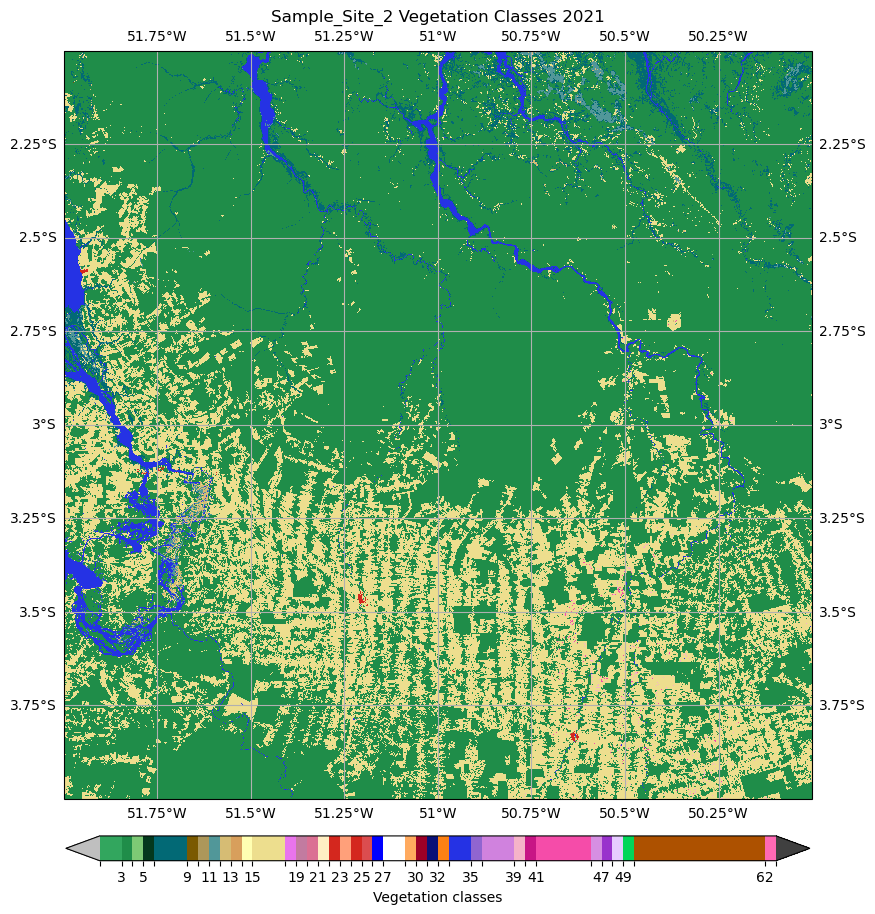 Sample_Site_2 Vegetation Classes 2021
51.75°W 51.5°W 51.25°W 51°W 50.75°W 50.5°W 50.25°W
2.25°S 2.25°S
2.5°S 2.5°S
2.75°S 2.75°S
3°S 3°S
3.25°S 3.25°S
3.5°S 3.5°S
3.75°S 3.75°S
51.75°W 51.5°W 51.25°W 51°W 50.75°W 50.5°W 50.25°W
3 5 9 11 13 15 19 21 23 25 27 30 32 35 39 41 47 49 62
Vegetation classes